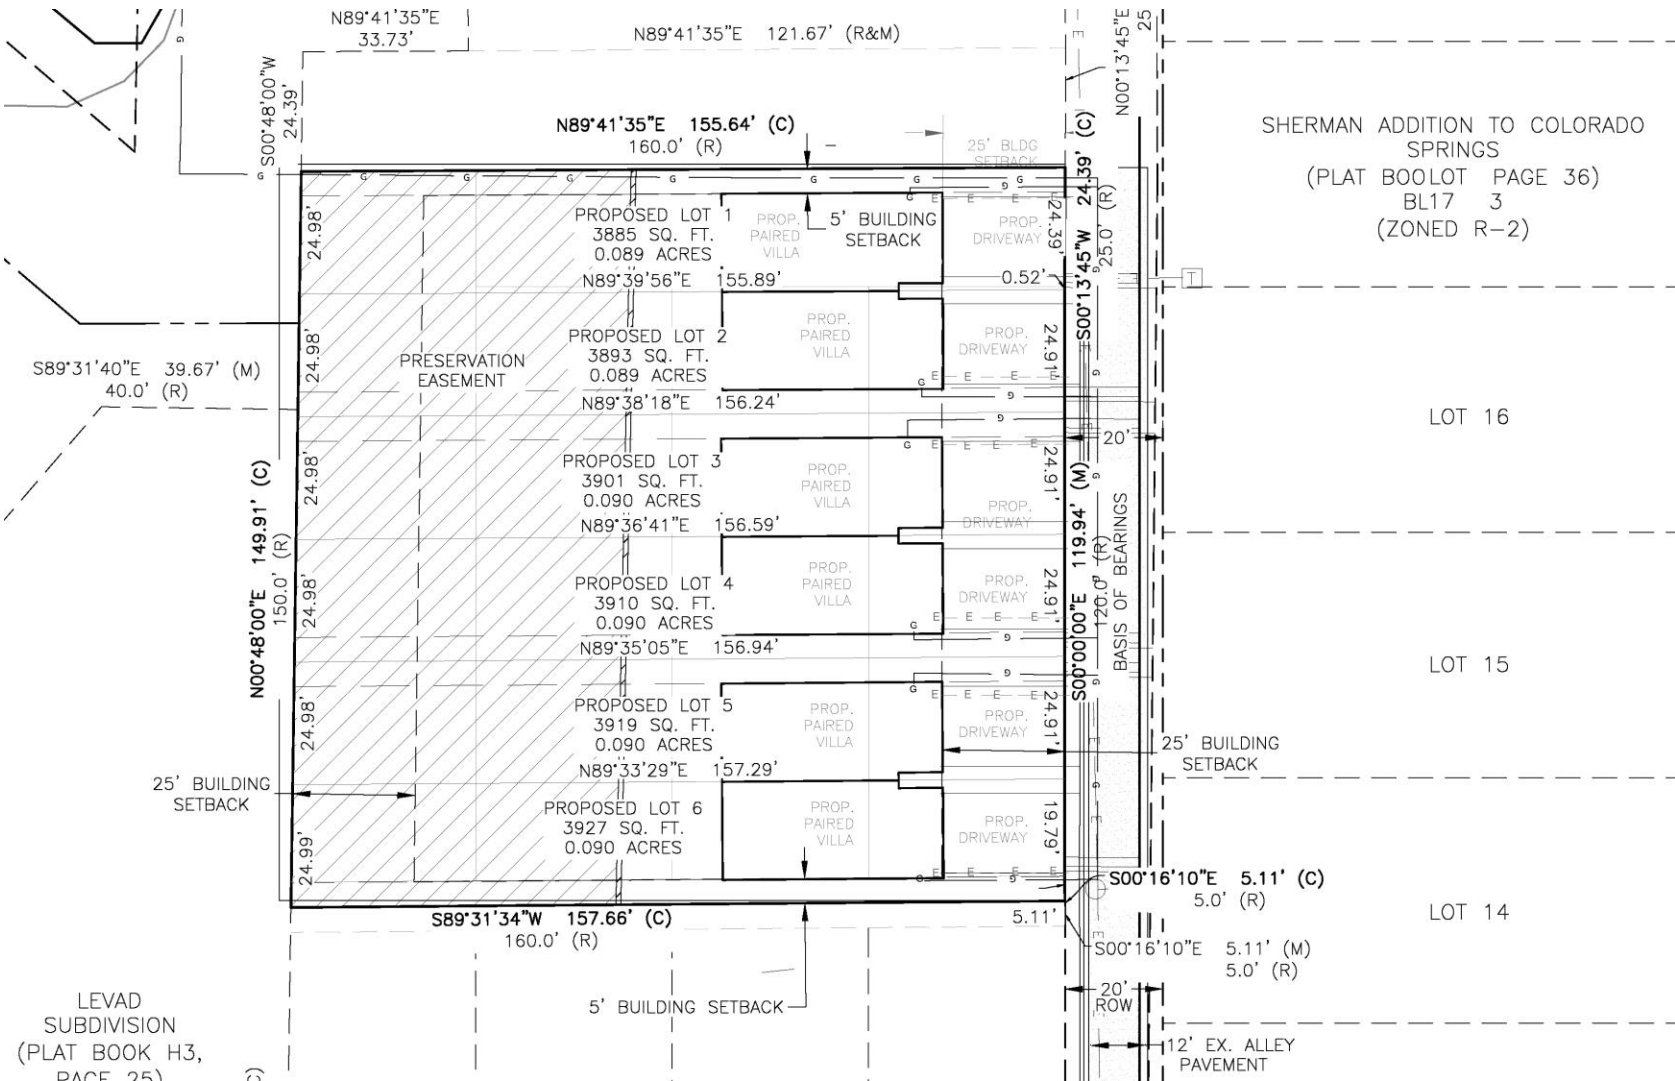 N89°41'35"E
33.73'
N89°41'35"E 121.67' (R&M)
N00°13'45"E
25
S00°48'00"W
24.39'
N89°41'35"E 155.64' (C)
160.0' (R)
25' BLDG
SETBACK
S00°13'45"W 24.39' (C)
25.0' (R)
SHERMAN ADDITION TO COLORADO
SPRINGS
(PLAT BOOLOT PAGE 36)
BL17 3
(ZONED R-2)
G G G G G G G G
24.98'
PROPOSED LOT 1
3885 SQ. FT.
0.089 ACRES
PROP.
PAIRED
VILLA
5' BUILDING
SETBACK
G E E E E
PROP.
DRIVEWAY
24.39'
N89°39'56"E 155.89'
0.52'
T
24.98'
PRESERVATION
EASEMENT
PROPOSED LOT 2
3893 SQ. FT.
0.089 ACRES
PROP.
PAIRED
VILLA
PROP.
DRIVEWAY
24.91'
G E E E E
S89°31'40"E 39.67' (M)
40.0' (R)
N89°38'18"E 156.24'
LOT 16
20'
G E E E E
24.98'
PROPOSED LOT 3
3901 SQ. FT.
0.090 ACRES
PROP.
PAIRED
VILLA
PROP.
DRIVEWAY
24.91'
N89°36'41"E 156.59'
N00°48'00"E 149.91' (C)
150.0' (R)
S00°00'00"E 119.94' (M)
120.0' (R)
BASIS OF BEARINGS
24.98'
PROPOSED LOT 4
3910 SQ. FT.
0.090 ACRES
PROP.
PAIRED
VILLA
PROP.
DRIVEWAY
24.91'
G E E E E
N89°35'05"E 156.94'
LOT 15
G E E E E
24.98'
PROPOSED LOT 5
3919 SQ. FT.
0.090 ACRES
PROP.
PAIRED
VILLA
PROP.
DRIVEWAY
24.91'
25' BUILDING
SETBACK
N89°33'29"E 157.29'
25' BUILDING
SETBACK
24.99'
PROPOSED LOT 6
3927 SQ. FT.
0.090 ACRES
PROP.
PAIRED
VILLA
PROP.
DRIVEWAY
19.79'
G E E E E
S00°16'10"E 5.11' (C)
5.0' (R)
S89°31'34"W 157.66' (C)
160.0' (R)
5.11'
LOT 14
S00°16'10"E 5.11' (M)
5.0' (R)
5' BUILDING SETBACK
20'
ROW
12' EX. ALLEY
PAVEMENT
LEVAD
SUBDIVISION
(PLAT BOOK H3,
PAGE 25)